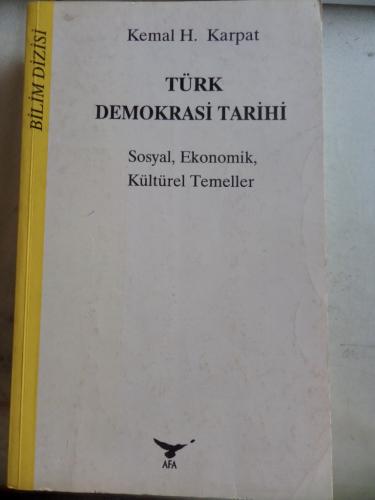 BİLİM DİZİSİ
Kemal H. Karpat
TÜRK
DEMOKRASİ TARİHİ
Sosyal, Ekonomik,
Kültürel Temeller
AFA